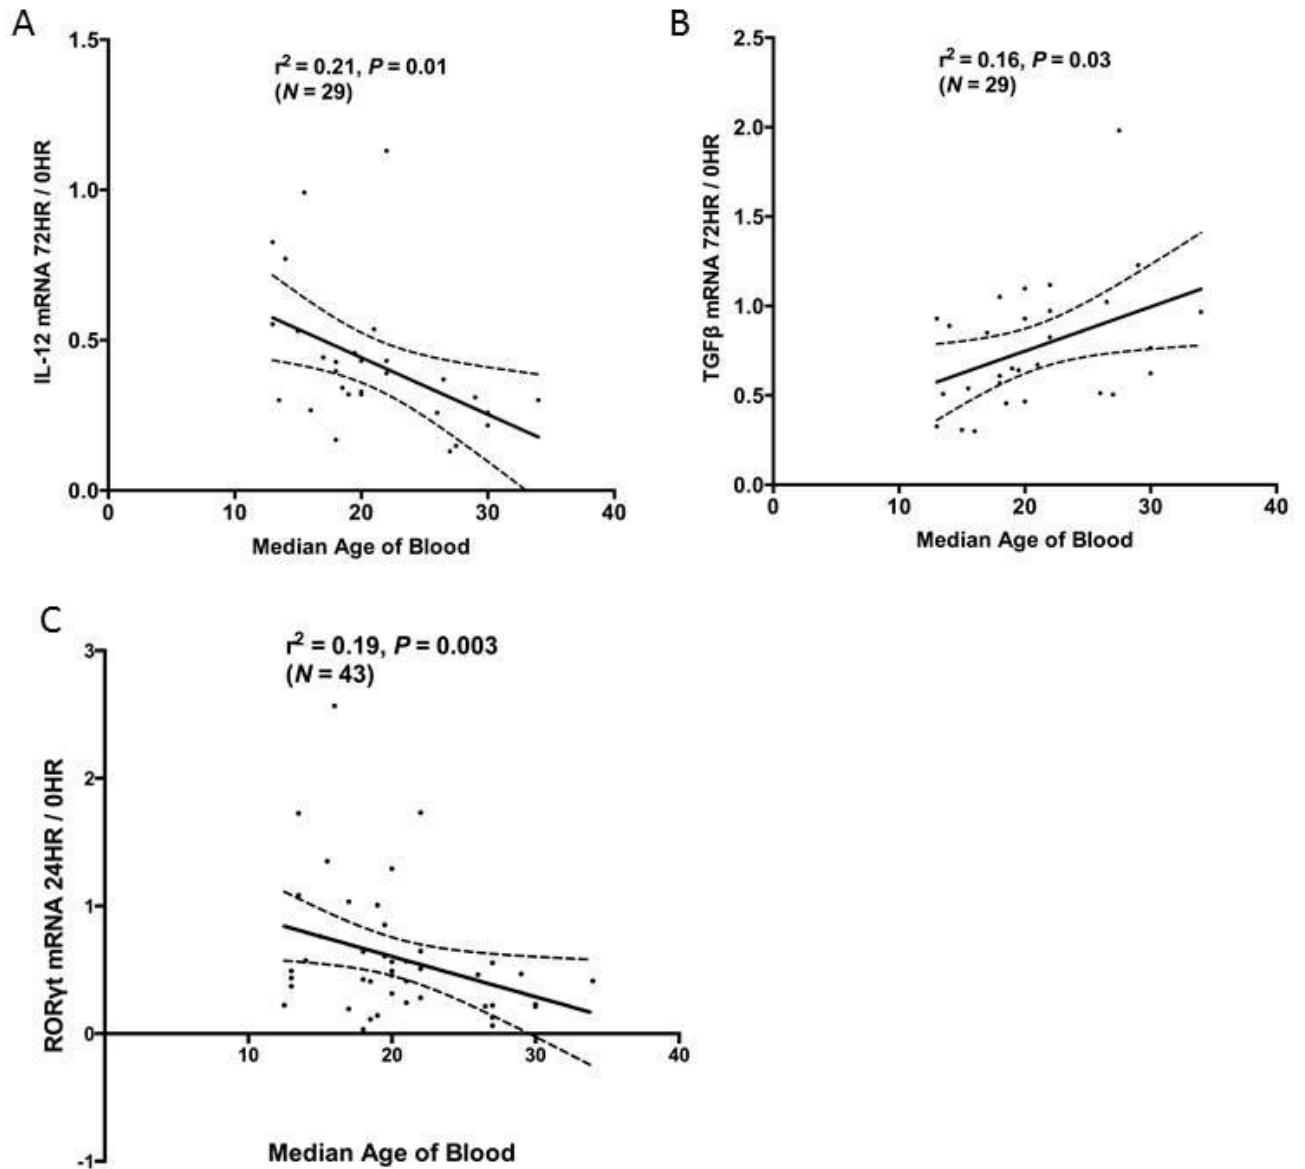 A
r² = 0.21, P = 0.01
(N = 29)
IL-12 mRNA 72HR / 0HR
1.5
1.0
0.5
0.0
0 10 20 30 40
Median Age of Blood
B
r² = 0.16, P = 0.03
(N = 29)
TGFβ mRNA 72HR / 0HR
2.5
2.0
1.5
1.0
0.5
0.0
0 10 20 30 40
Median Age of Blood
C
r² = 0.19, P = 0.003
(N = 43)
RORγt mRNA 24HR / 0HR
3
2
1
0
-1
10 20 30 40
Median Age of Blood